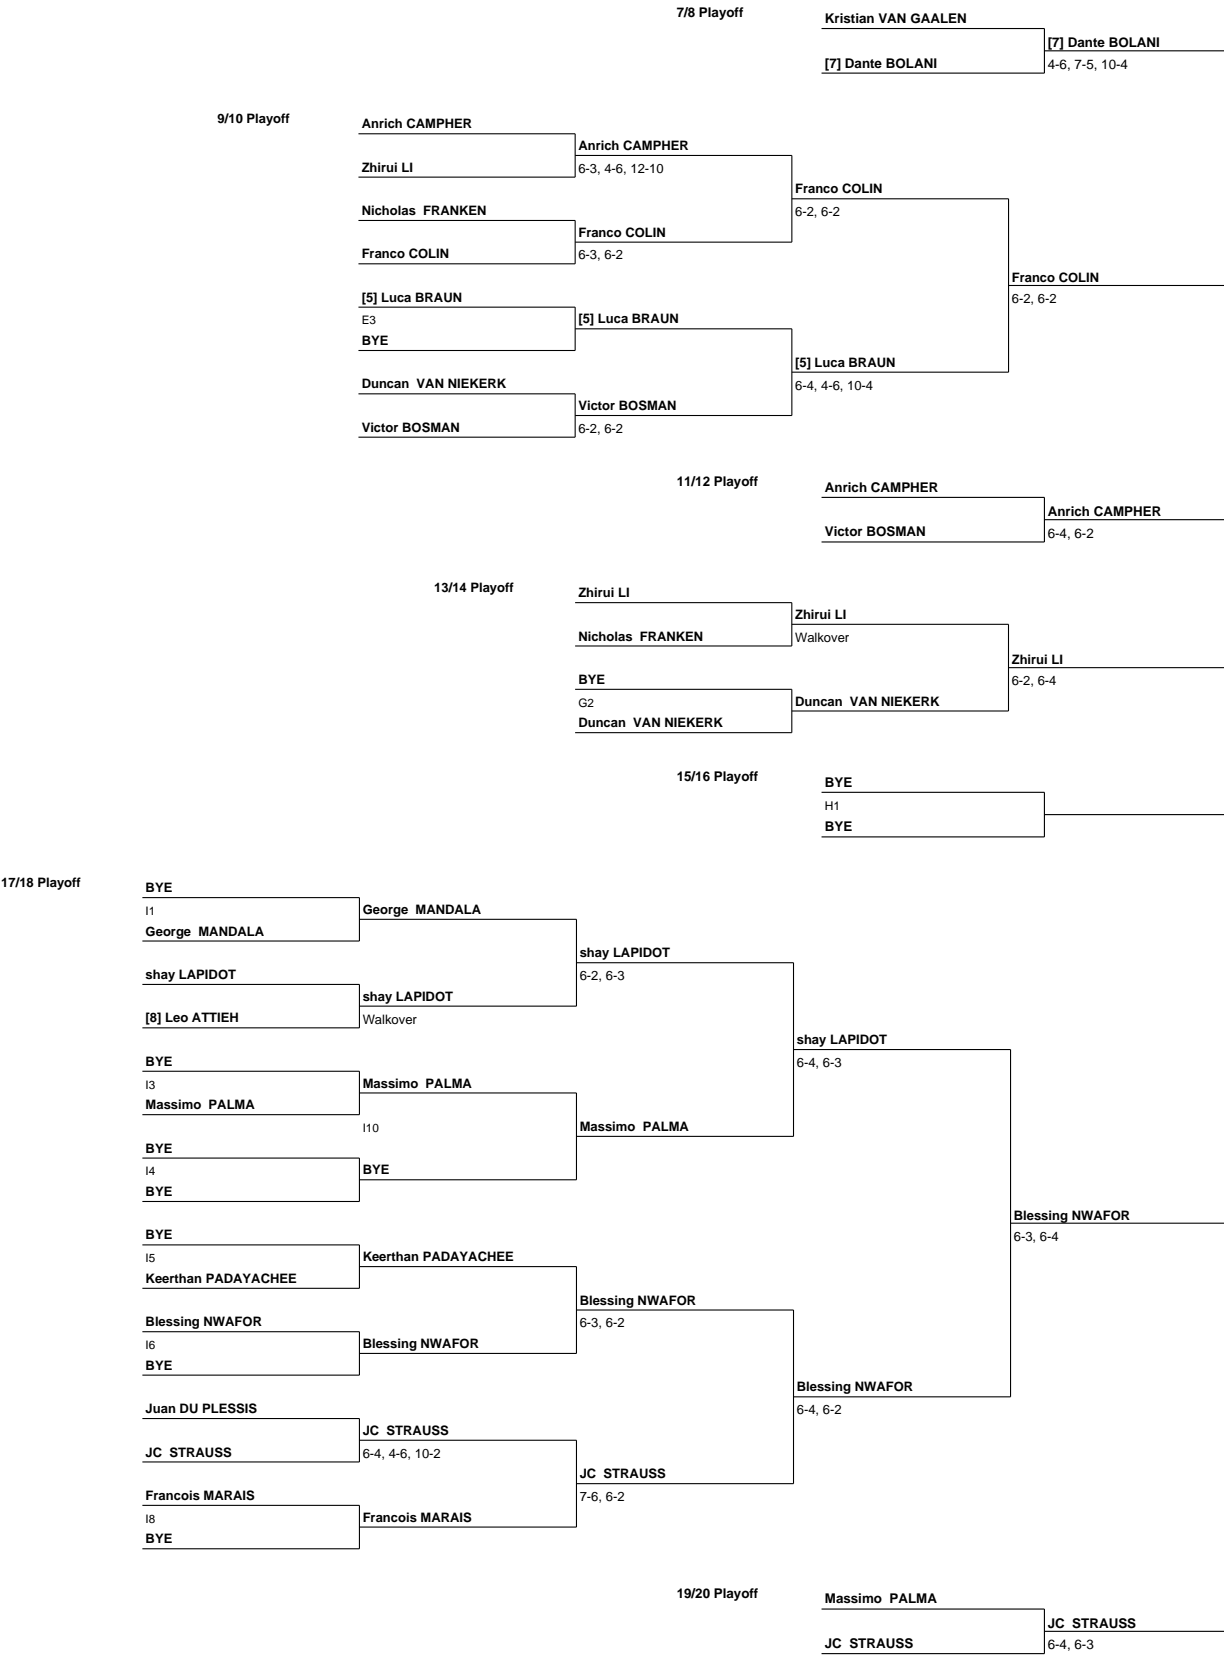 7/8 Playoff
Kristian VAN GAALEN
[7] Dante BOLANI
[7] Dante BOLANI
4-6, 7-5, 10-4
9/10 Playoff
Anrich CAMPHER
Anrich CAMPHER
Zhirui LI
6-3, 4-6, 12-10
Franco COLIN
Nicholas FRANKEN
6-2, 6-2
Franco COLIN
Franco COLIN
6-3, 6-2
Franco COLIN
[5] Luca BRAUN
6-2, 6-2
E3
[5] Luca BRAUN
BYE
[5] Luca BRAUN
Duncan VAN NIEKERK
6-4, 4-6, 10-4
Victor BOSMAN
Victor BOSMAN
6-2, 6-2
11/12 Playoff
Anrich CAMPHER
Anrich CAMPHER
Victor BOSMAN
6-4, 6-2
13/14 Playoff
Zhirui LI
Zhirui LI
Nicholas FRANKEN
Walkover
Zhirui LI
BYE
6-2, 6-4
G2
Duncan VAN NIEKERK
Duncan VAN NIEKERK
15/16 Playoff
BYE
H1
BYE
17/18 Playoff
BYE
I1
George MANDALA
George MANDALA
shay LAPIDOT
shay LAPIDOT
6-2, 6-3
shay LAPIDOT
[8] Leo ATTIEH
Walkover
shay LAPIDOT
BYE
6-4, 6-3
I3
Massimo PALMA
Massimo PALMA
I10
Massimo PALMA
BYE
I4
BYE
BYE
Blessing NWAFOR
BYE
6-3, 6-4
I5
Keerthan PADAYACHEE
Keerthan PADAYACHEE
Blessing NWAFOR
Blessing NWAFOR
6-3, 6-2
I6
Blessing NWAFOR
BYE
Blessing NWAFOR
Juan DU PLESSIS
6-4, 6-2
JC STRAUSS
JC STRAUSS
6-4, 4-6, 10-2
JC STRAUSS
Francois MARAIS
7-6, 6-2
I8
Francois MARAIS
BYE
19/20 Playoff
Massimo PALMA
JC STRAUSS
JC STRAUSS
6-4, 6-3